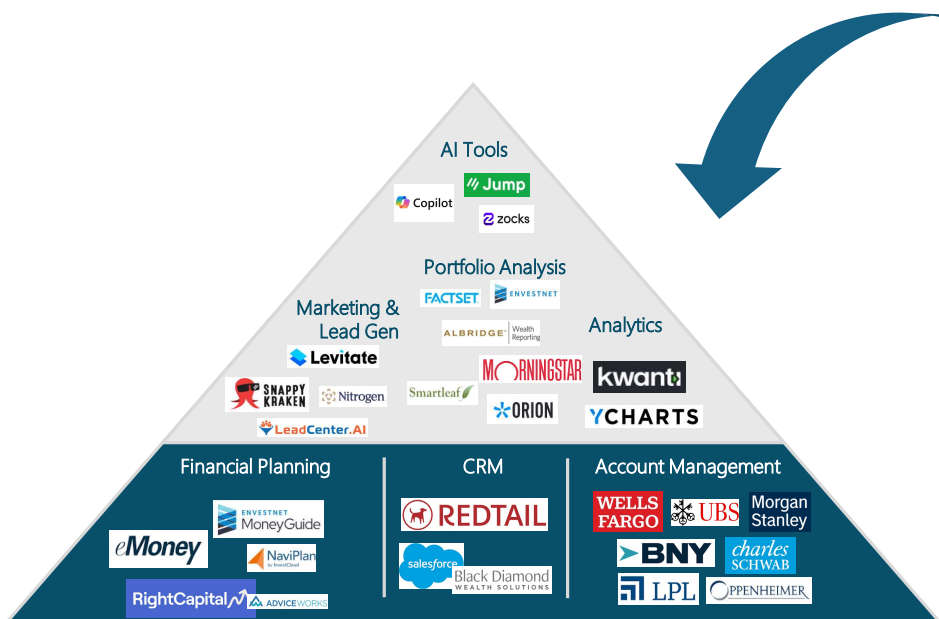 AI Tools
Jump
Copilot
zocks
Portfolio Analysis
FACTSET
ENVESTNET
Marketing &
Lead Gen
ALBRIDGE
Wealth
Reporting
Analytics
Levitate
MORNINGSTAR
kwanti
SNAPPY
KRAKEN
Nitrogen
Smartleaf
ORION
YCHARTS
LeadCenter.AI
Financial Planning
CRM
Account Management
ENVESTNET
MoneyGuide
eMoney
NaviPlan
by InvestCloud
RightCapital
ADVICEWORKS
REDTAIL
salesforce
Black Diamond
WEALTH SOLUTIONS
WELLS
FARGO
UBS
Morgan
Stanley
BNY
charles
SCHWAB
LPL
OPPENHEIMER